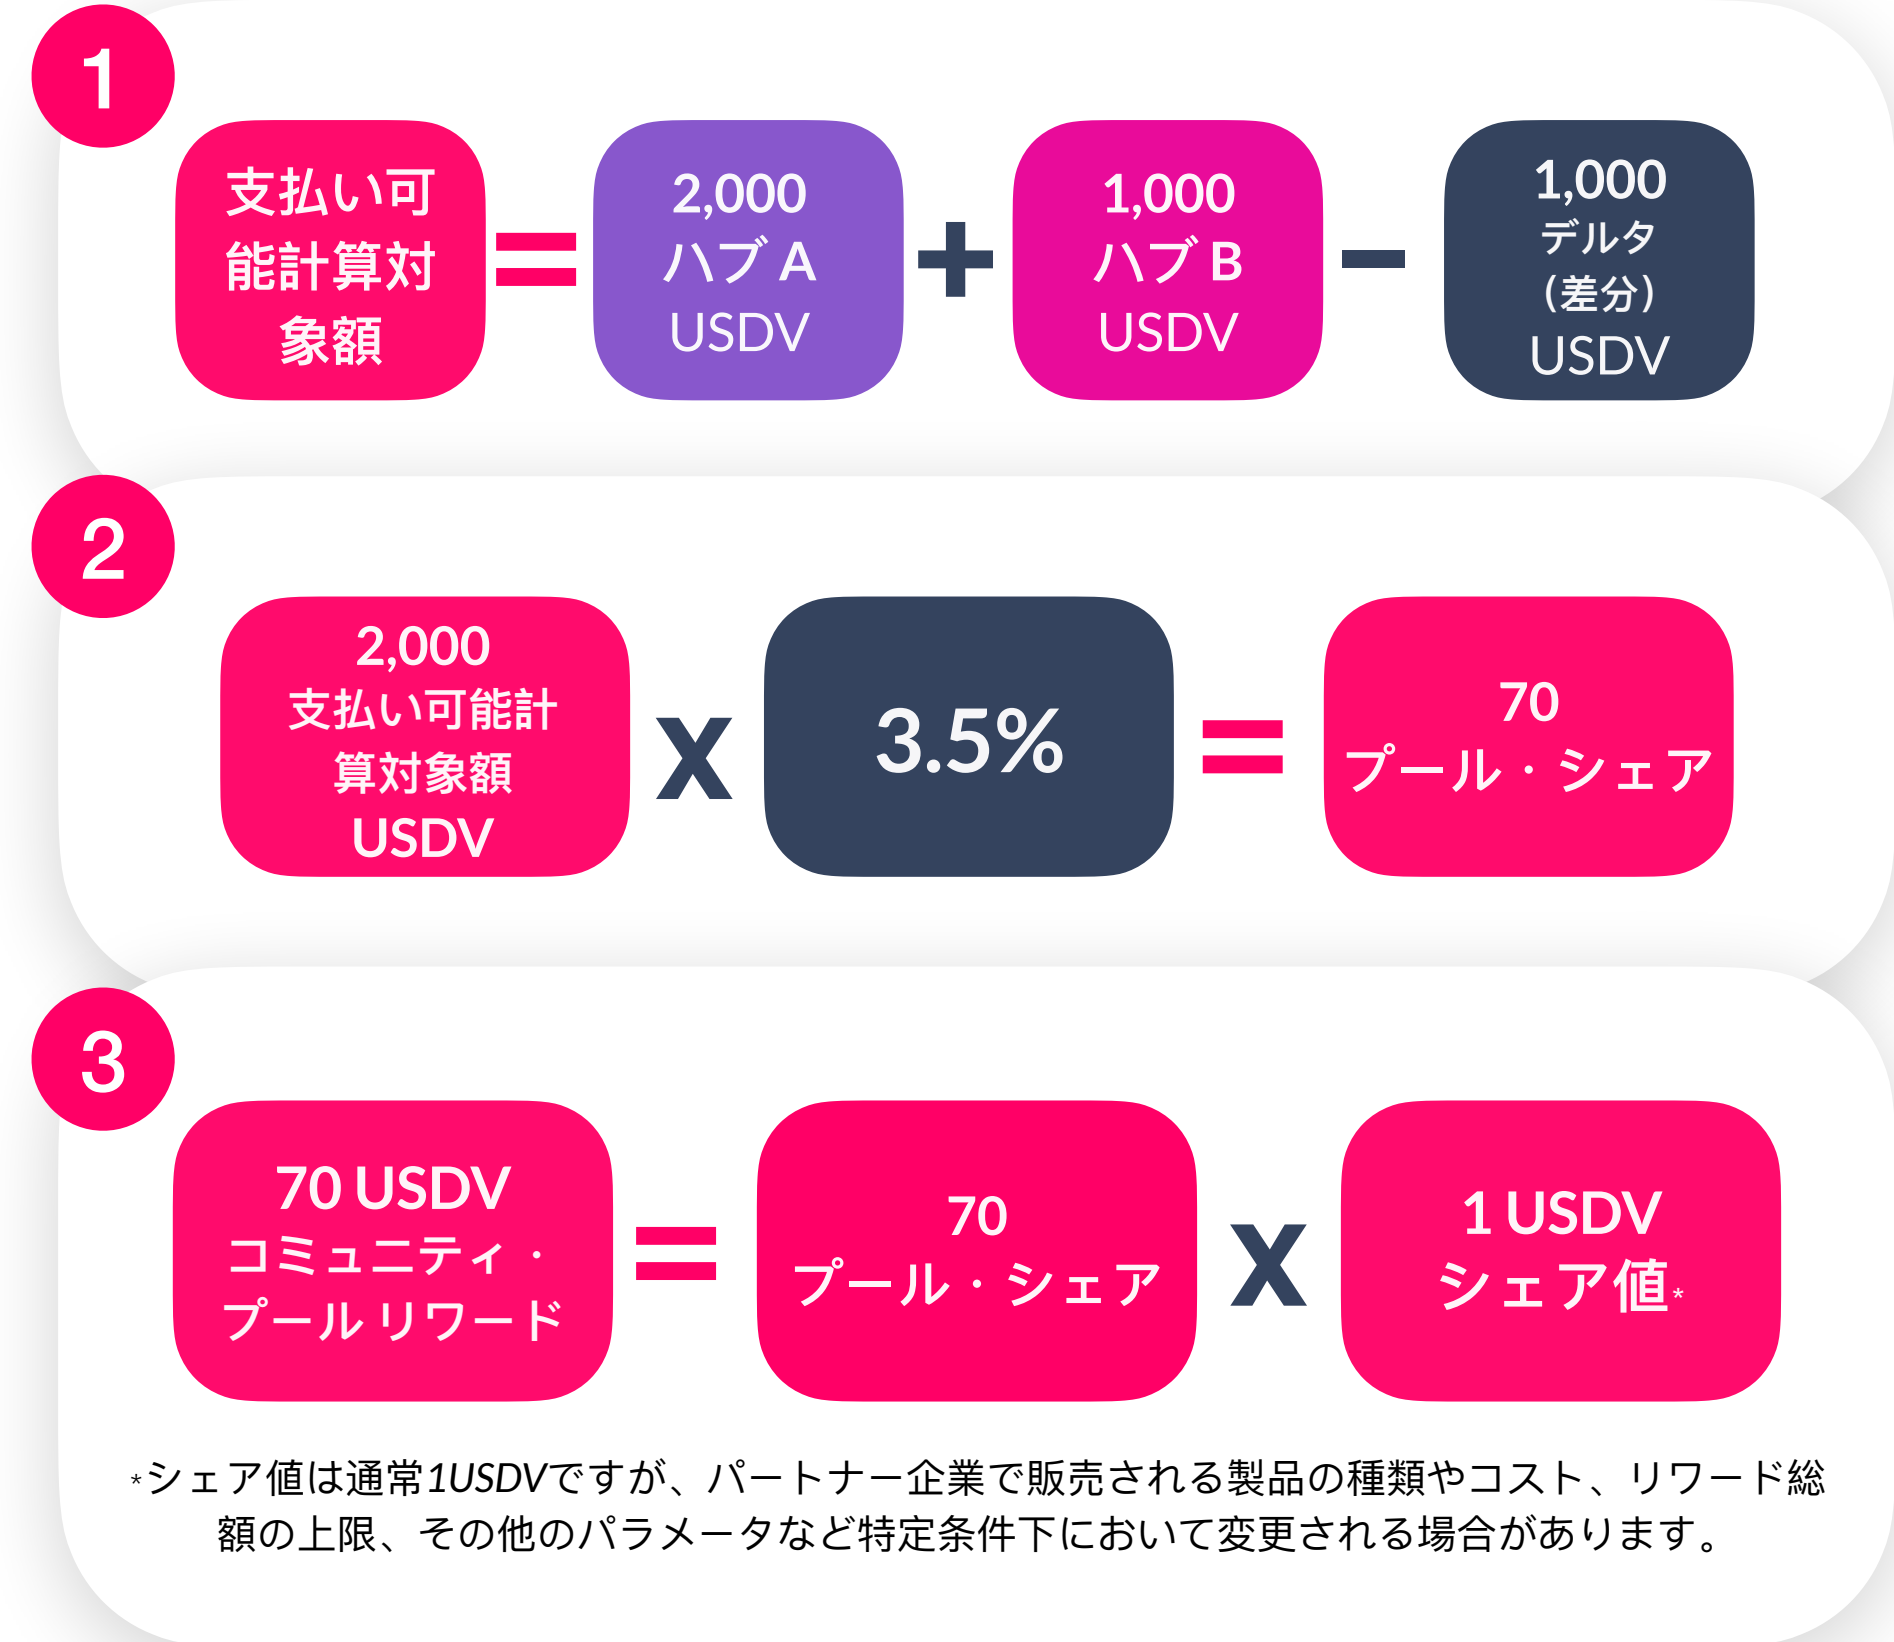 1
支払い可
能計算対
象額
=
2,000
ハブ A
USDV
+
1,000
ハブ B
USDV
-
1,000
デルタ
(差分)
USDV
2
2,000
支払い可能計
算対象額
USDV
x
3.5%
=
70
プール・シェア
3
70 USDV
コミュニティ・
プール リワード
=
70
プール・シェア
x
1 USDV
シェア値*
*シェア値は通常1USDVですが、パートナー企業で販売される製品の種類やコスト、リワード総
額の上限、その他のパラメータなど特定条件下において変更される場合があります。